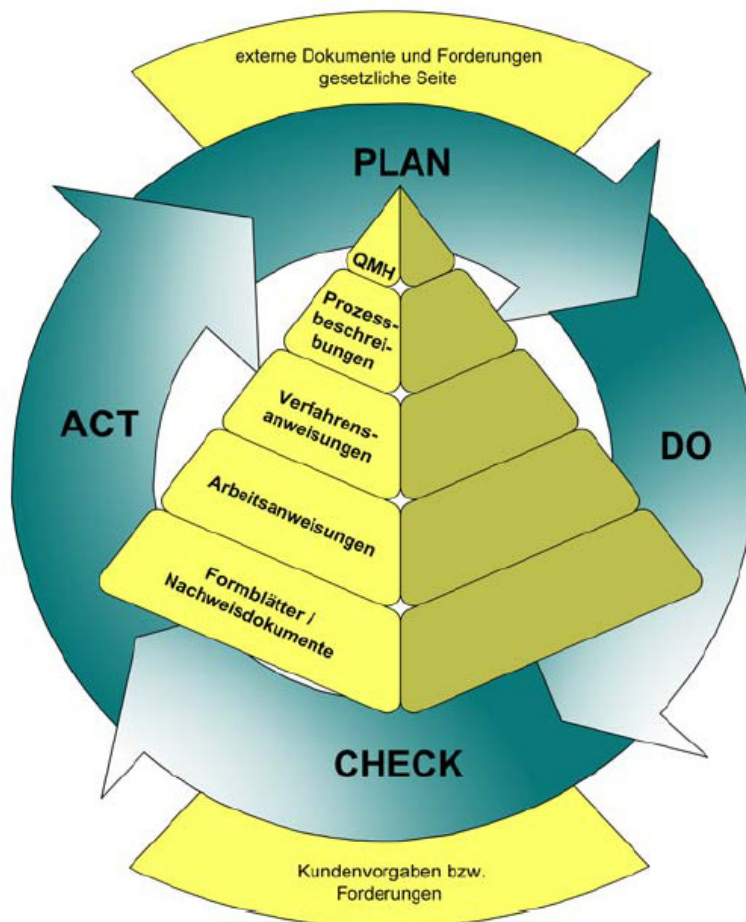 externe Dokumente und Forderungen
gesetzliche Seite
PLAN
QMH
Prozess-
beschrei-
bungen
Verfahrens-
anweisungen
ACT
DO
Arbeitsanweisungen
Formblätter /
Nachweisdokumente
CHECK
Kundenvorgaben bzw.
Forderungen